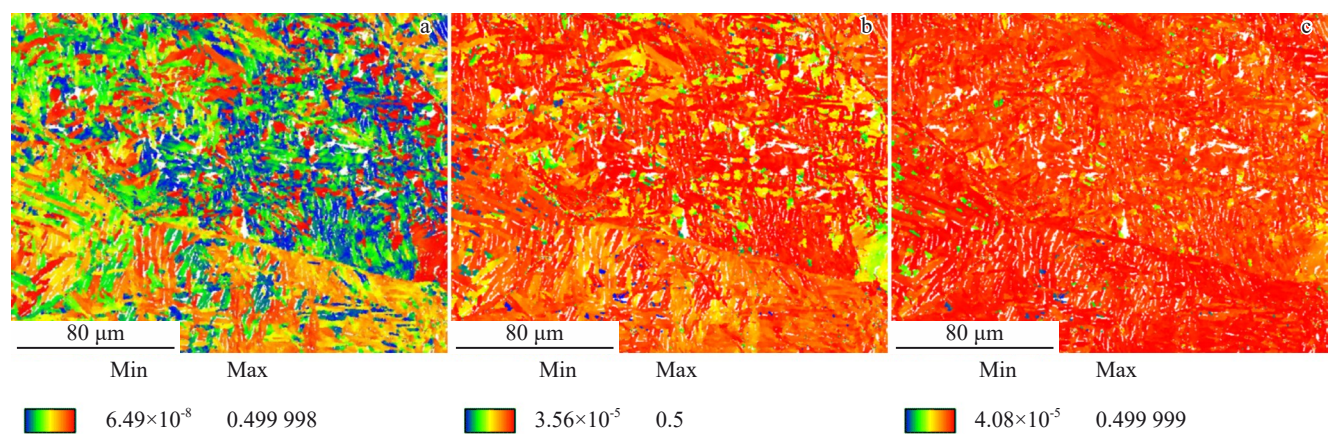 a b c
80 μm 80 μm 80 μm
Min Max Min Max Min Max
6.49×10⁻⁸ 0.499 998 3.56×10⁻⁵ 0.5 4.08×10⁻⁵ 0.499 999